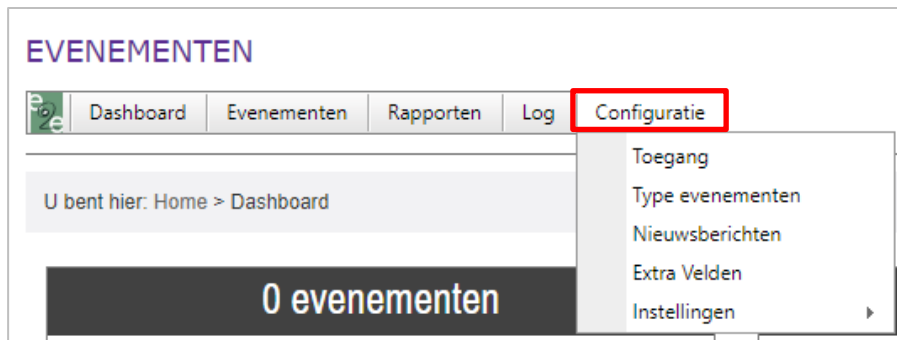 EVENEMENTEN
e2e Dashboard Evenementen Rapporten Log Configuratie
Toegang
Type evenementen
U bent hier: Home > Dashboard
Nieuwsberichten
Extra Velden
0 evenementen
Instellingen